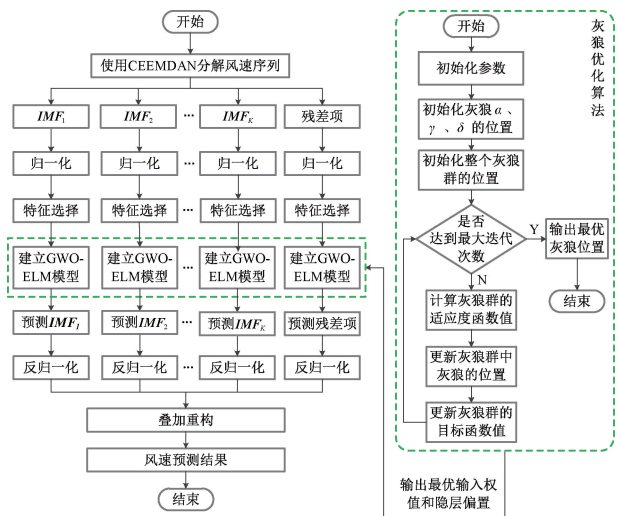 开始
使用CEEMDAN分解风速序列
IMF₁
IMF₂
...
IMF_K
残差项
归一化
归一化
...
归一化
归一化
特征选择
特征选择
...
特征选择
特征选择
建立GWO-
ELM模型
建立GWO-
ELM模型
...
建立GWO-
ELM模型
建立GWO-
ELM模型
预测IMF_I
预测IMF₂
...
预测IMF_K
预测残差项
反归一化
反归一化
...
反归一化
反归一化
叠加重构
风速预测结果
结束
灰狼优化算法
开始
初始化参数
初始化灰狼α、
γ、δ的位置
初始化整个灰狼
群的位置
是否
达到最大迭代
次数
Y
输出最优
灰狼位置
结束
N
计算灰狼群的
适应度函数值
更新灰狼群中
灰狼的位置
更新灰狼群的
目标函数值
输出最优输入权
值和隐层偏置